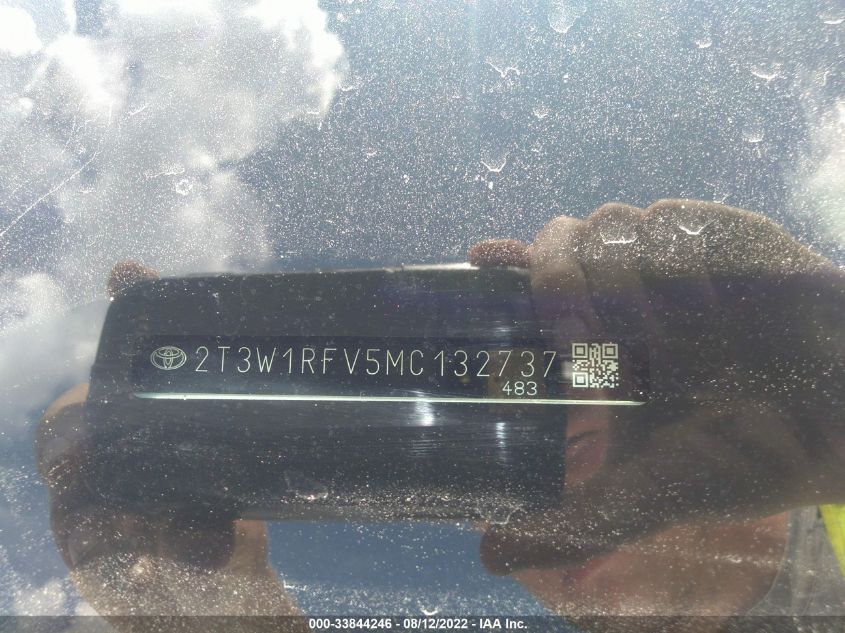 2T3W1RFV5MC132737
483
000-33844246 - 08/12/2022 - IAA Inc.